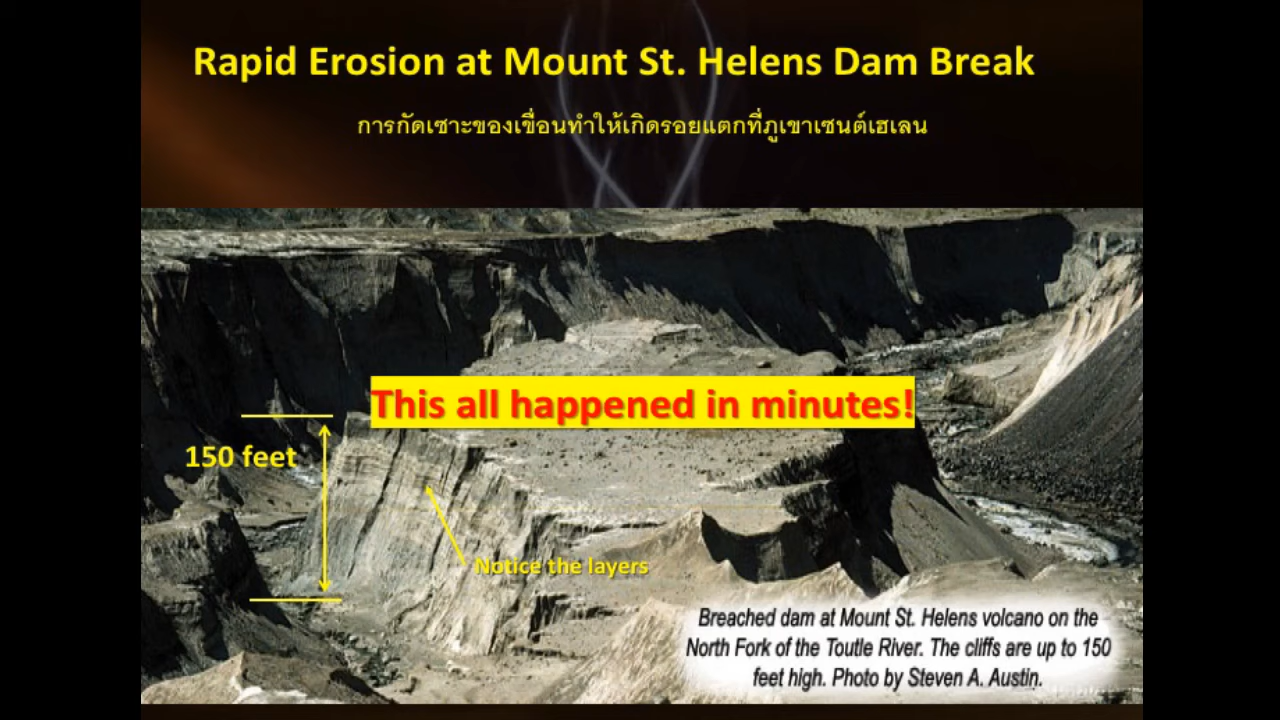 Rapid Erosion at Mount St. Helens Dam Break
การกัดเซาะของเขื่อนทำให้เกิดรอยแตกที่ภูเขาเซนต์เฮเลน
This all happened in minutes!
150 feet
Notice the layers
Breached dam at Mount St. Helens volcano on the
North Fork of the Toutle River. The cliffs are up to 150
feet high. Photo by Steven A. Austin.